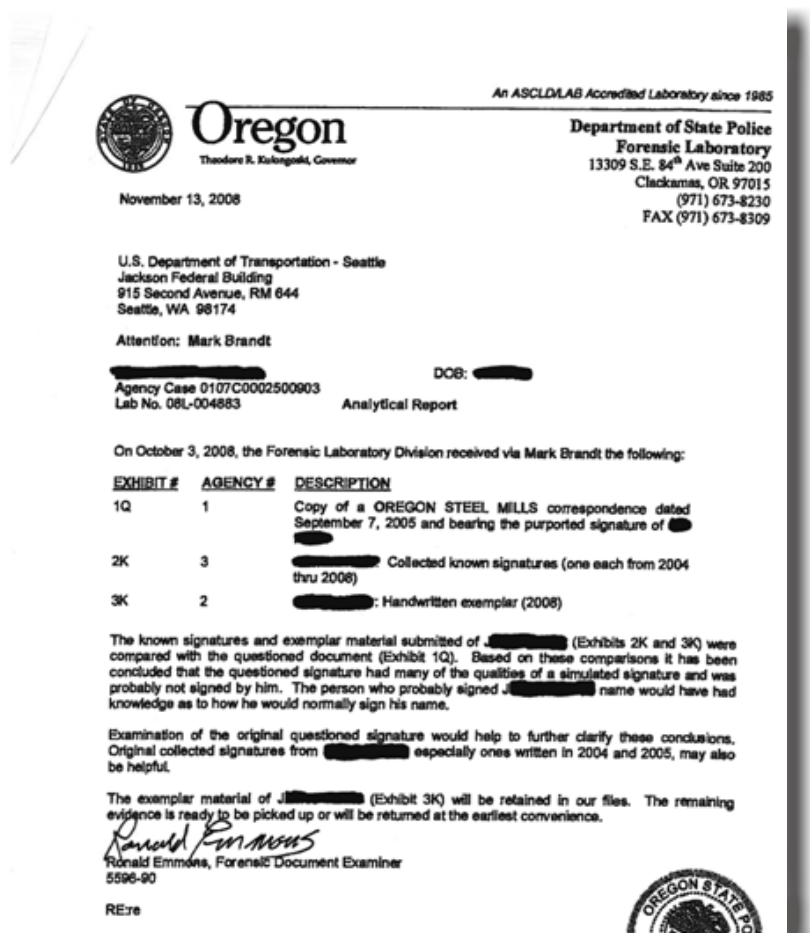 An ASCLD/LAB Accredited Laboratory since 1985
Oregon
Theodore R. Kulongoski, Governor
Department of State Police
Forensic Laboratory
13309 S.E. 84th Ave Suite 200
Clackamas, OR 97015
(971) 673-8230
FAX (971) 673-8309
November 13, 2008
U.S. Department of Transportation - Seattle
Jackson Federal Building
915 Second Avenue, RM 644
Seattle, WA 98174
Attention: Mark Brandt
DOB:
Agency Case 0107C0002500903
Lab No. 08L-004883 Analytical Report
On October 3, 2008, the Forensic Laboratory Division received via Mark Brandt the following:
EXHIBIT # AGENCY # DESCRIPTION
1Q 1 Copy of a OREGON STEEL MILLS correspondence dated
September 7, 2005 and bearing the purported signature of
2K 3 Collected known signatures (one each from 2004
thru 2008)
3K 2 : Handwritten exemplar (2008)
The known signatures and exemplar material submitted of J (Exhibits 2K and 3K) were
compared with the questioned document (Exhibit 1Q). Based on these comparisons it has been
concluded that the questioned signature had many of the qualities of a simulated signature and was
probably not signed by him. The person who probably signed J name would have had
knowledge as to how he would normally sign his name.
Examination of the original questioned signature would help to further clarify these conclusions.
Original collected signatures from especially ones written in 2004 and 2005, may also
be helpful.
The exemplar material of J (Exhibit 3K) will be retained in our files. The remaining
evidence is ready to be picked up or will be returned at the earliest convenience.
Ronald Emmons
Ronald Emmons, Forensic Document Examiner
5596-90
RE:re
OREGON STATE PO